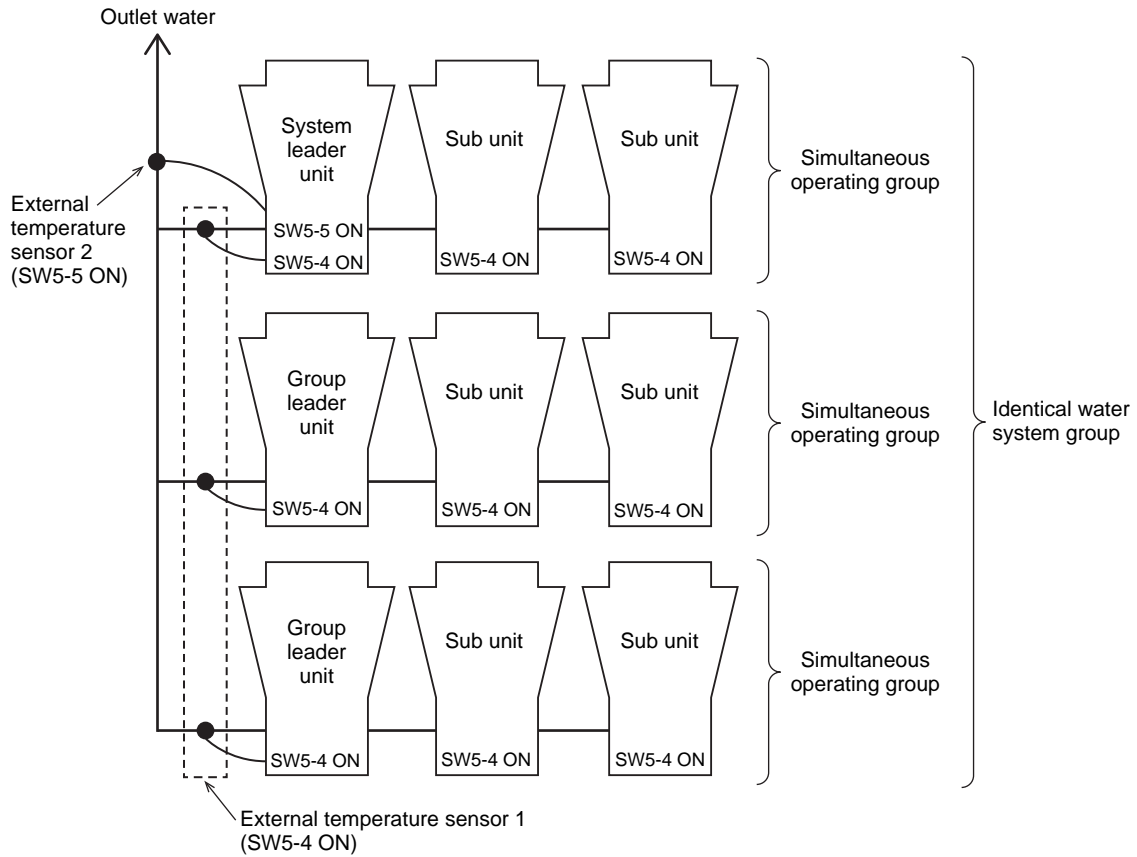 Outlet water
System
leader
unit
Sub unit
Sub unit
Simultaneous
operating group
External
temperature
sensor 2
(SW5-5 ON)
SW5-5 ON
SW5-4 ON
SW5-4 ON
SW5-4 ON
Group
leader
unit
Sub unit
Sub unit
Simultaneous
operating group
Identical water
system group
SW5-4 ON
SW5-4 ON
SW5-4 ON
Group
leader
unit
Sub unit
Sub unit
Simultaneous
operating group
SW5-4 ON
SW5-4 ON
SW5-4 ON
External temperature sensor 1
(SW5-4 ON)